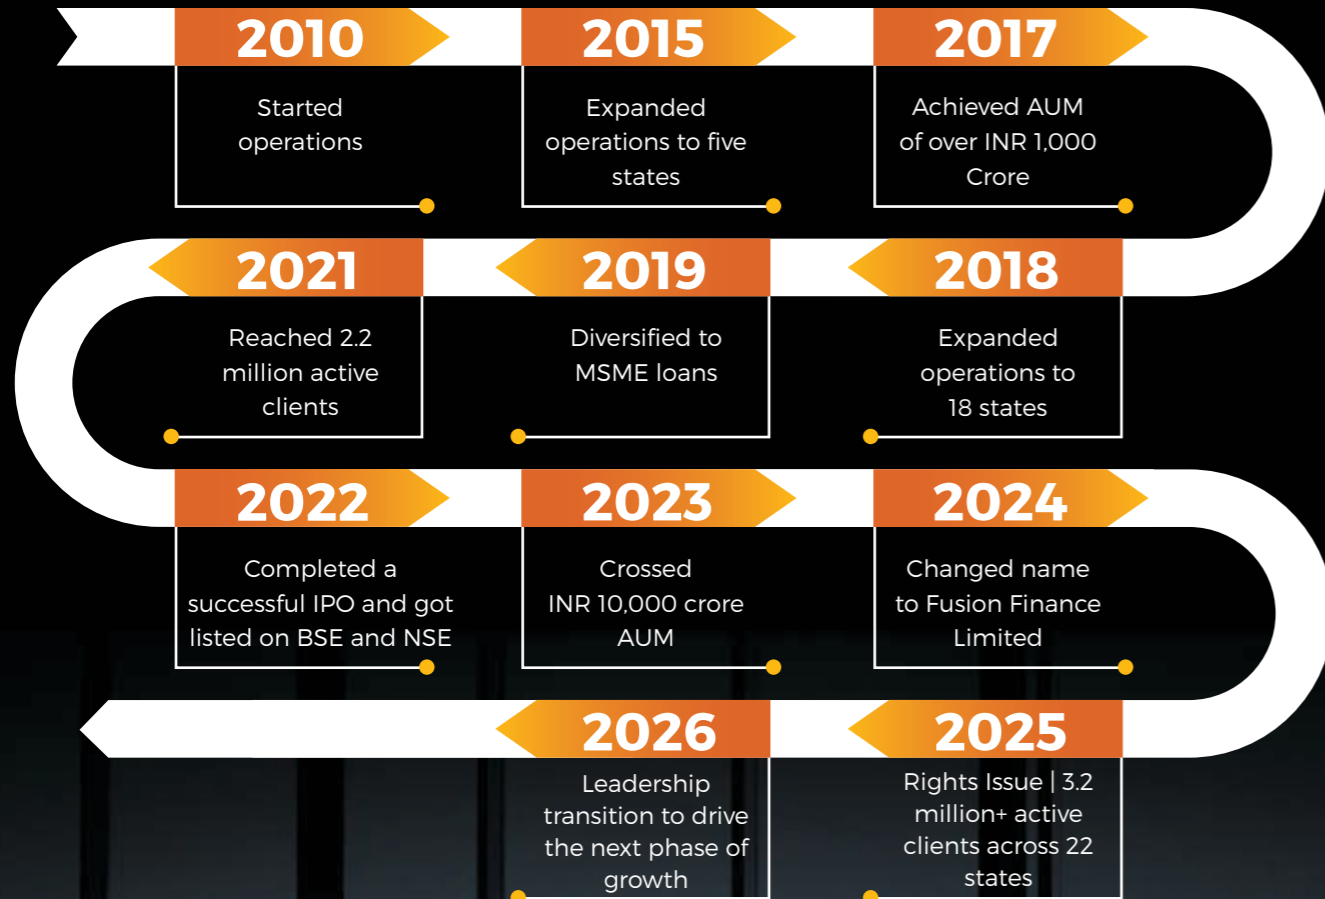 2010
Started
operations
2015
Expanded
operations to five
states
2017
Achieved AUM
of over INR 1,000
Crore
2018
Expanded
operations to
18 states
2019
Diversified to
MSME loans
2021
Reached 2.2
million active
clients
2022
Completed a
successful IPO and got
listed on BSE and NSE
2023
Crossed
INR 10,000 crore
AUM
2024
Changed name
to Fusion Finance
Limited
2025
Rights Issue | 3.2
million+ active
clients across 22
states
2026
Leadership
transition to drive
the next phase of
growth